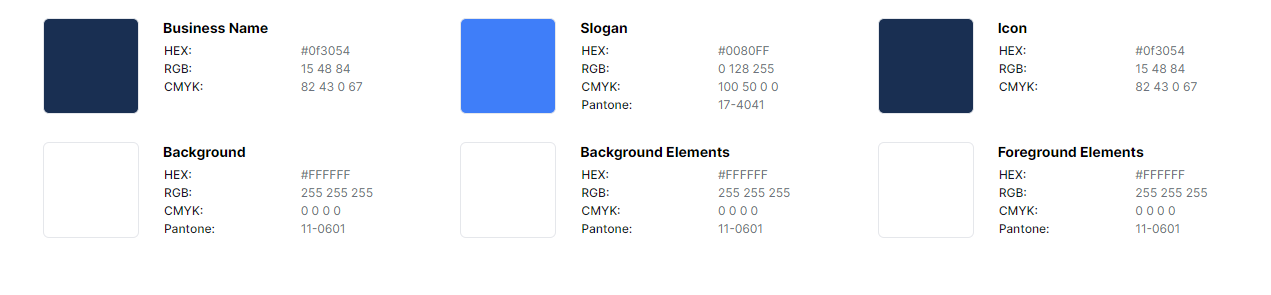 Business Name
HEX: #0f3054
RGB: 15 48 84
CMYK: 82 43 0 67
Slogan
HEX: #0080FF
RGB: 0 128 255
CMYK: 100 50 0 0
Pantone: 17-4041
Icon
HEX: #0f3054
RGB: 15 48 84
CMYK: 82 43 0 67
Background
HEX: #FFFFFF
RGB: 255 255 255
CMYK: 0 0 0 0
Pantone: 11-0601
Background Elements
HEX: #FFFFFF
RGB: 255 255 255
CMYK: 0 0 0 0
Pantone: 11-0601
Foreground Elements
HEX: #FFFFFF
RGB: 255 255 255
CMYK: 0 0 0 0
Pantone: 11-0601